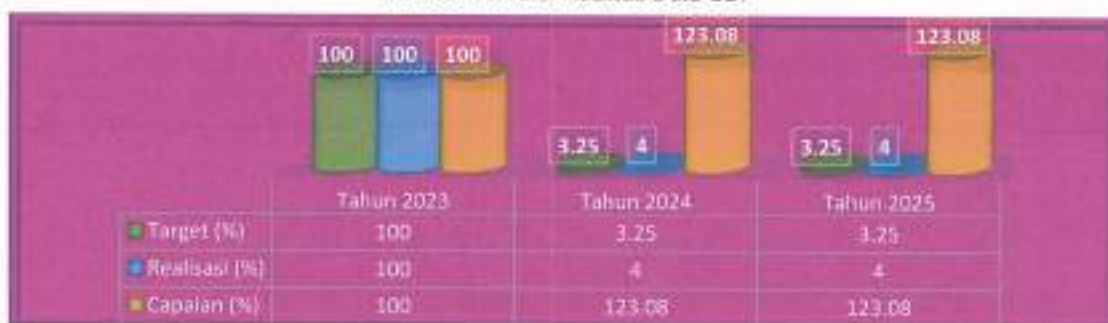 123.08 123.08
100 100 100
3.25 4 3.25 4
Tahun 2023 Tahun 2024 Tahun 2025
Target (%) 100 3.25 3.25
Realisasi (%) 100 4 4
Capaian (%) 100 123.08 123.08